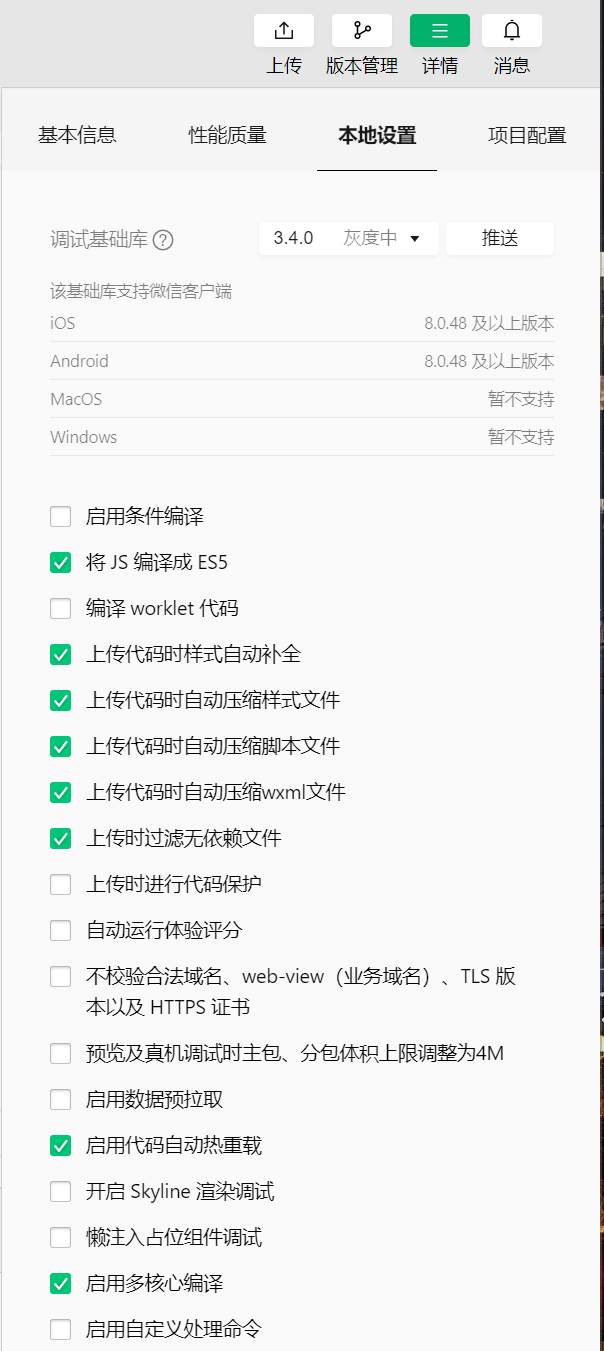 上传 版本管理 详情 消息
基本信息 性能质量 本地设置 项目配置
调试基础库 ? 3.4.0 灰度中 推送
该基础库支持微信客户端
iOS 8.0.48 及以上版本
Android 8.0.48 及以上版本
MacOS 暂不支持
Windows 暂不支持
启用条件编译
将 JS 编译成 ES5
编译 worklet 代码
上传代码时样式自动补全
上传代码时自动压缩样式文件
上传代码时自动压缩脚本文件
上传代码时自动压缩wxml文件
上传时过滤无依赖文件
上传时进行代码保护
自动运行体验评分
不校验合法域名、web-view（业务域名）、TLS 版
本以及 HTTPS 证书
预览及真机调试时主包、分包体积上限调整为4M
启用数据预拉取
启用代码自动热重载
开启 Skyline 渲染调试
懒注入占位组件调试
启用多核心编译
启用自定义处理命令